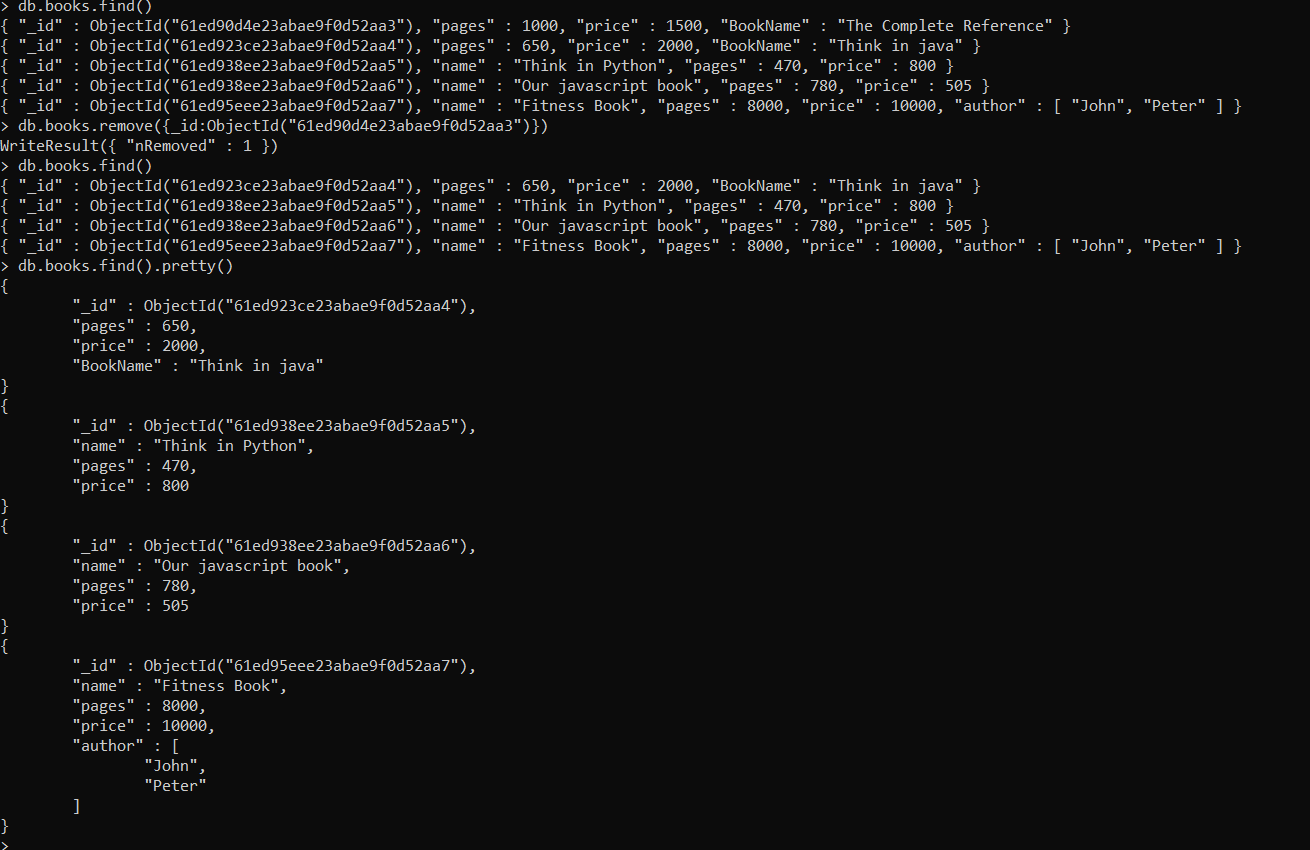 > db.books.find()
{ "_id" : ObjectId("61ed90d4e23abae9f0d52aa3"), "pages" : 1000, "price" : 1500, "BookName" : "The Complete Reference" }
{ "_id" : ObjectId("61ed923ce23abae9f0d52aa4"), "pages" : 650, "price" : 2000, "BookName" : "Think in java" }
{ "_id" : ObjectId("61ed938ee23abae9f0d52aa5"), "name" : "Think in Python", "pages" : 470, "price" : 800 }
{ "_id" : ObjectId("61ed938ee23abae9f0d52aa6"), "name" : "Our javascript book", "pages" : 780, "price" : 505 }
{ "_id" : ObjectId("61ed95eee23abae9f0d52aa7"), "name" : "Fitness Book", "pages" : 8000, "price" : 10000, "author" : [ "John", "Peter" ] }
> db.books.remove({_id:ObjectId("61ed90d4e23abae9f0d52aa3")})
WriteResult({ "nRemoved" : 1 })
> db.books.find()
{ "_id" : ObjectId("61ed923ce23abae9f0d52aa4"), "pages" : 650, "price" : 2000, "BookName" : "Think in java" }
{ "_id" : ObjectId("61ed938ee23abae9f0d52aa5"), "name" : "Think in Python", "pages" : 470, "price" : 800 }
{ "_id" : ObjectId("61ed938ee23abae9f0d52aa6"), "name" : "Our javascript book", "pages" : 780, "price" : 505 }
{ "_id" : ObjectId("61ed95eee23abae9f0d52aa7"), "name" : "Fitness Book", "pages" : 8000, "price" : 10000, "author" : [ "John", "Peter" ] }
> db.books.find().pretty()
{
        "_id" : ObjectId("61ed923ce23abae9f0d52aa4"),
        "pages" : 650,
        "price" : 2000,
        "BookName" : "Think in java"
}
{
        "_id" : ObjectId("61ed938ee23abae9f0d52aa5"),
        "name" : "Think in Python",
        "pages" : 470,
        "price" : 800
}
{
        "_id" : ObjectId("61ed938ee23abae9f0d52aa6"),
        "name" : "Our javascript book",
        "pages" : 780,
        "price" : 505
}
{
        "_id" : ObjectId("61ed95eee23abae9f0d52aa7"),
        "name" : "Fitness Book",
        "pages" : 8000,
        "price" : 10000,
        "author" : [
                "John",
                "Peter"
        ]
}
>